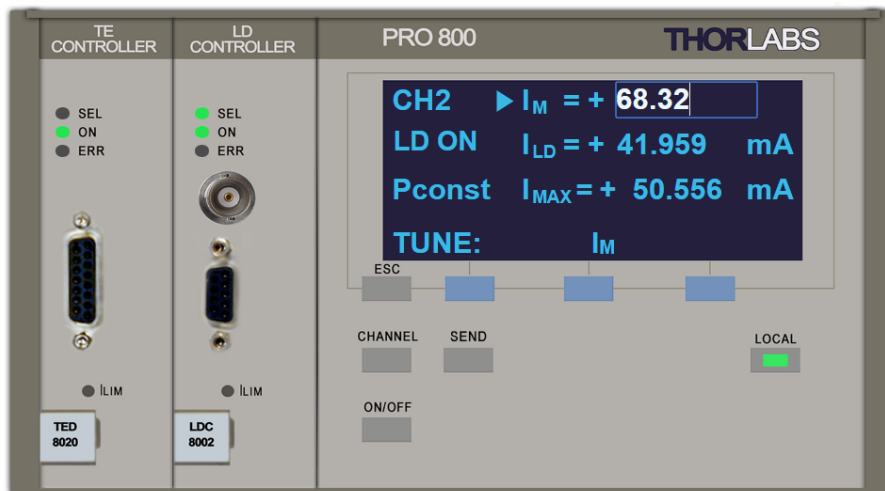 TE
CONTROLLER
LD
CONTROLLER
PRO 800
THORLABS
SEL
ON
ERR
SEL
ON
ERR
CH2 ▶ IM = + 68.32
LD ON ILD = + 41.959 mA
Pconst IMAX = + 50.556 mA
TUNE: IM
ESC
CHANNEL
SEND
LOCAL
ON/OFF
ILIM
ILIM
TED
8020
LDC
8002